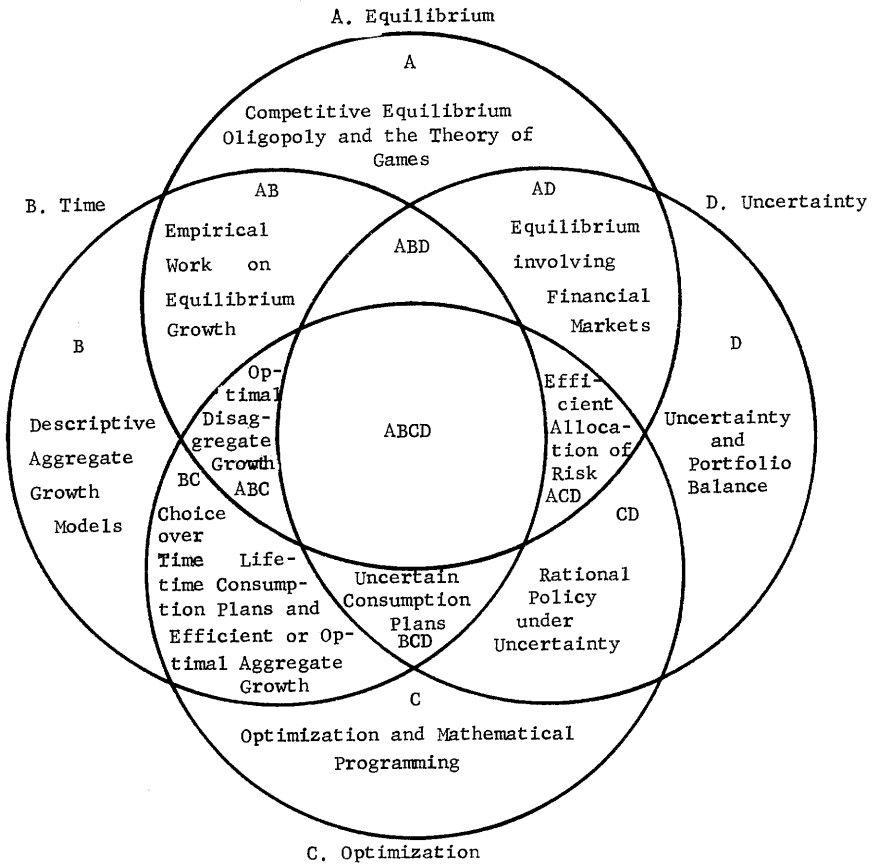 A. Equilibrium
A
Competitive Equilibrium
Oligopoly and the Theory of
Games
B. Time
AB
AD
D. Uncertainty
Empirical
Work on
Equilibrium
Growth
ABD
Equilibrium
involving
Financial
Markets
B
D
Descriptive
Aggregate
Growth
Models
Op-
timal
Disag-
gregate
Growth
ABC
ABCD
Effi-
cient
Alloca-
tion of
Risk
ACD
Uncertainty
and
Portfolio
Balance
BC
Choice
over
Time Life-
time Consump-
tion Plans and
Efficient or Op-
timal Aggregate
Growth
Uncertain
Consumption
Plans
BCD
CD
Rational
Policy
under
Uncertainty
C
Optimization and Mathematical
Programming
C. Optimization